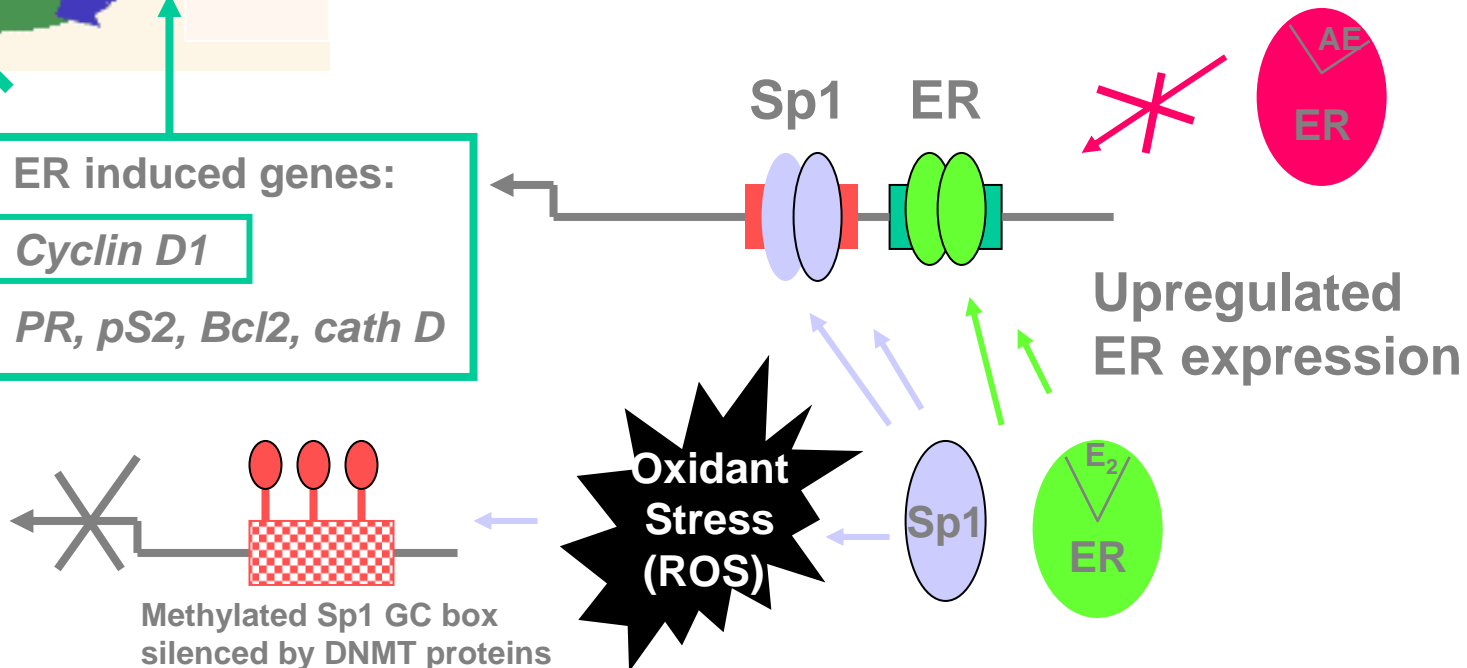 AE
ER
Sp1 ER
ER induced genes:
Cyclin D1
PR, pS2, Bcl2, cath D
Upregulated
ER expression
Oxidant
Stress
(ROS)
Sp1
E₂
ER
Methylated Sp1 GC box
silenced by DNMT proteins